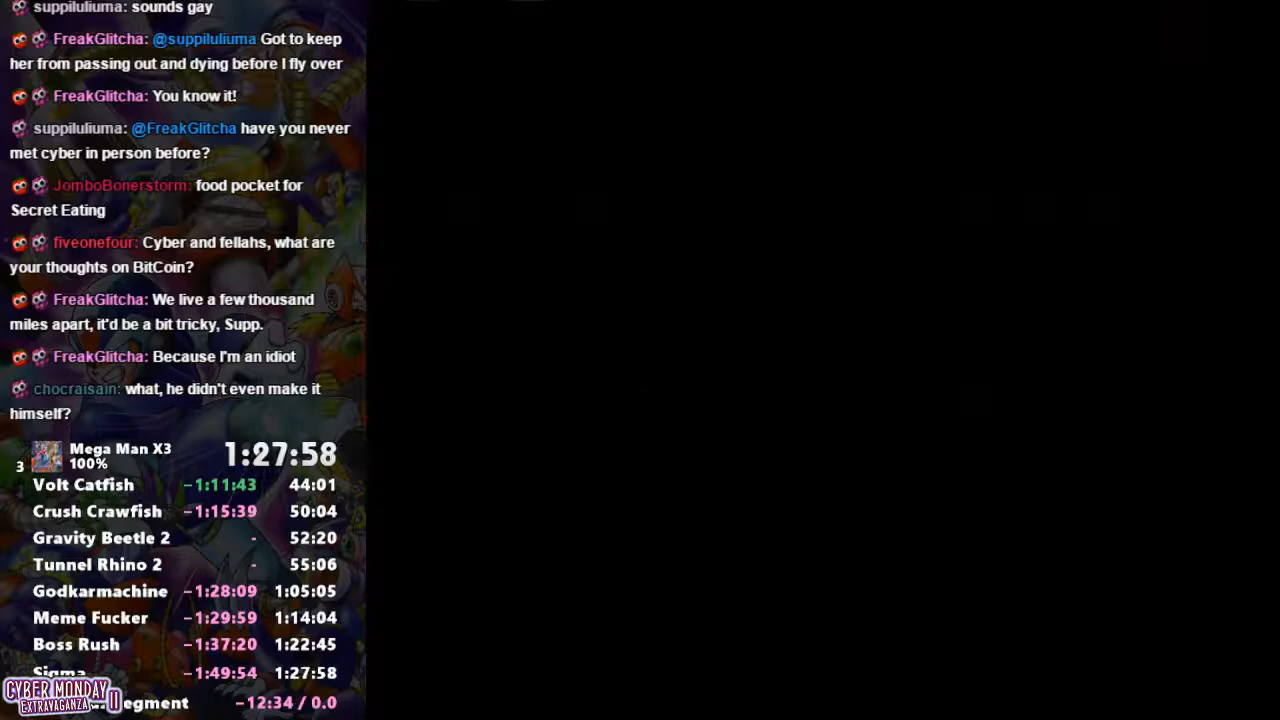 suppiluliuma: sounds gay
FreakGlitcha: @suppiluliuma Got to keep
her from passing out and dying before I fly over
FreakGlitcha: You know it!
suppiluliuma: @FreakGlitcha have you never
met cyber in person before?
JomboBonerstorm: food pocket for
Secret Eating
fiveonefour: Cyber and fellahs, what are
your thoughts on BitCoin?
FreakGlitcha: We live a few thousand
miles apart, it'd be a bit tricky, Supp.
FreakGlitcha: Because I'm an idiot
chocraisain: what, he didn't even make it
himself?
Mega Man X3 1:27:58
3 100%
Volt Catfish -1:11:43 44:01
Crush Crawfish -1:15:39 50:04
Gravity Beetle 2 - 52:20
Tunnel Rhino 2 - 55:06
Godkarmachine -1:28:09 1:05:05
Meme Fucker -1:29:59 1:14:04
Boss Rush -1:37:20 1:22:45
Sigma -1:49:54 1:27:58
CYBER MONDAY II
EXTRAVAGANZA
egment -12:34 / 0.0